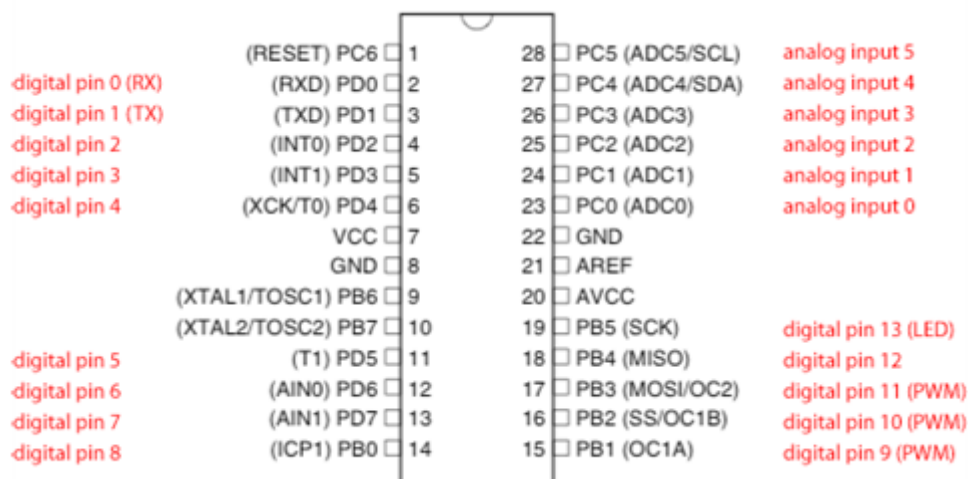 (RESET) PC6 1 28 PC5 (ADC5/SCL) analog input 5
digital pin 0 (RX) (RXD) PD0 2 27 PC4 (ADC4/SDA) analog input 4
digital pin 1 (TX) (TXD) PD1 3 26 PC3 (ADC3) analog input 3
digital pin 2 (INT0) PD2 4 25 PC2 (ADC2) analog input 2
digital pin 3 (INT1) PD3 5 24 PC1 (ADC1) analog input 1
digital pin 4 (XCK/T0) PD4 6 23 PC0 (ADC0) analog input 0
VCC 7 22 GND
GND 8 21 AREF
(XTAL1/TOSC1) PB6 9 20 AVCC
(XTAL2/TOSC2) PB7 10 19 PB5 (SCK) digital pin 13 (LED)
digital pin 5 (T1) PD5 11 18 PB4 (MISO) digital pin 12
digital pin 6 (AIN0) PD6 12 17 PB3 (MOSI/OC2) digital pin 11 (PWM)
digital pin 7 (AIN1) PD7 13 16 PB2 (SS/OC1B) digital pin 10 (PWM)
digital pin 8 (ICP1) PB0 14 15 PB1 (OC1A) digital pin 9 (PWM)